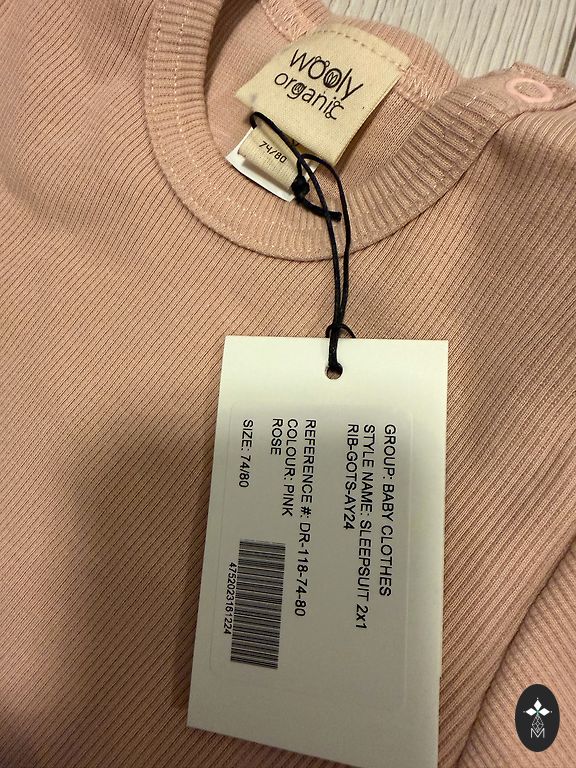 wooly
organic
74/80
GROUP: BABY CLOTHES
STYLE NAME: SLEEPSUIT 2x1
RIB-GOTS-AY24
REFERENCE #: DR-118-74-80
COLOUR: PINK
ROSE
SIZE: 74/80
4752023161224